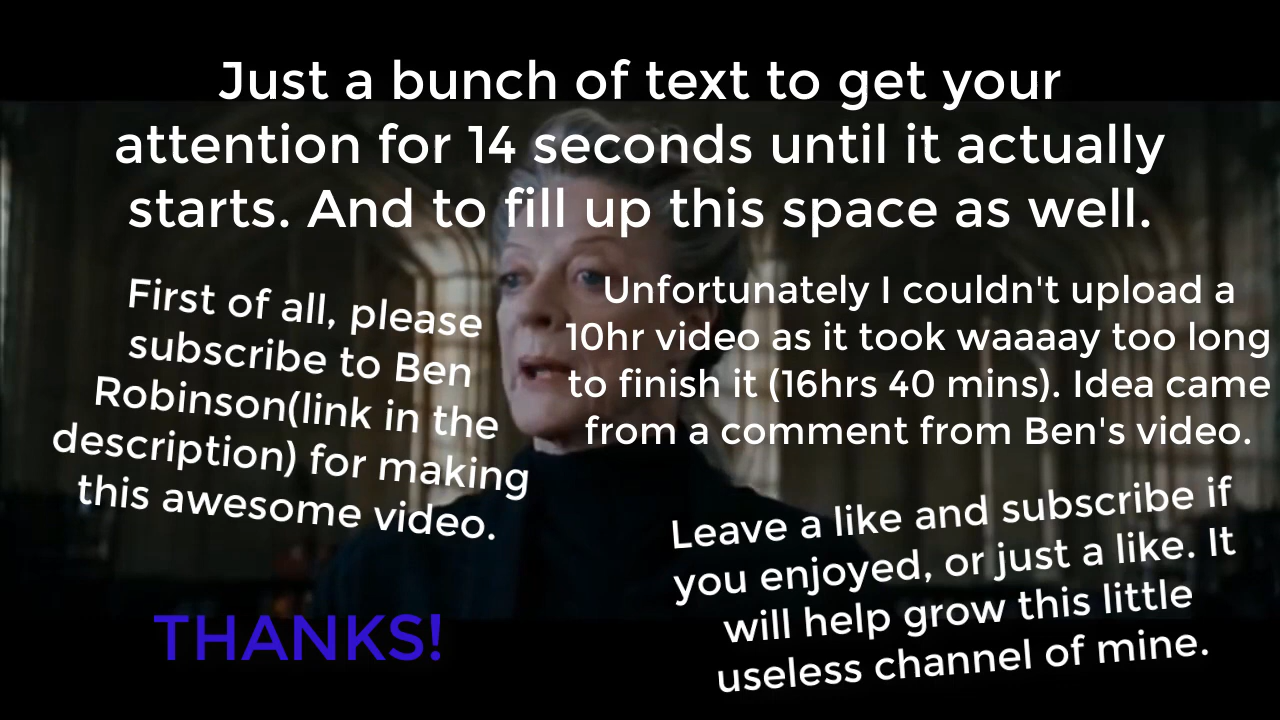 Just a bunch of text to get your
attention for 14 seconds until it actually
starts. And to fill up this space as well.
First of all, please
subscribe to Ben
Robinson(link in the
description) for making
this awesome video.
Unfortunately I couldn't upload a
10hr video as it took waaaay too long
to finish it (16hrs 40 mins). Idea came
from a comment from Ben's video.
Leave a like and subscribe if
you enjoyed, or just a like. It
will help grow this little
useless channel of mine.
THANKS!